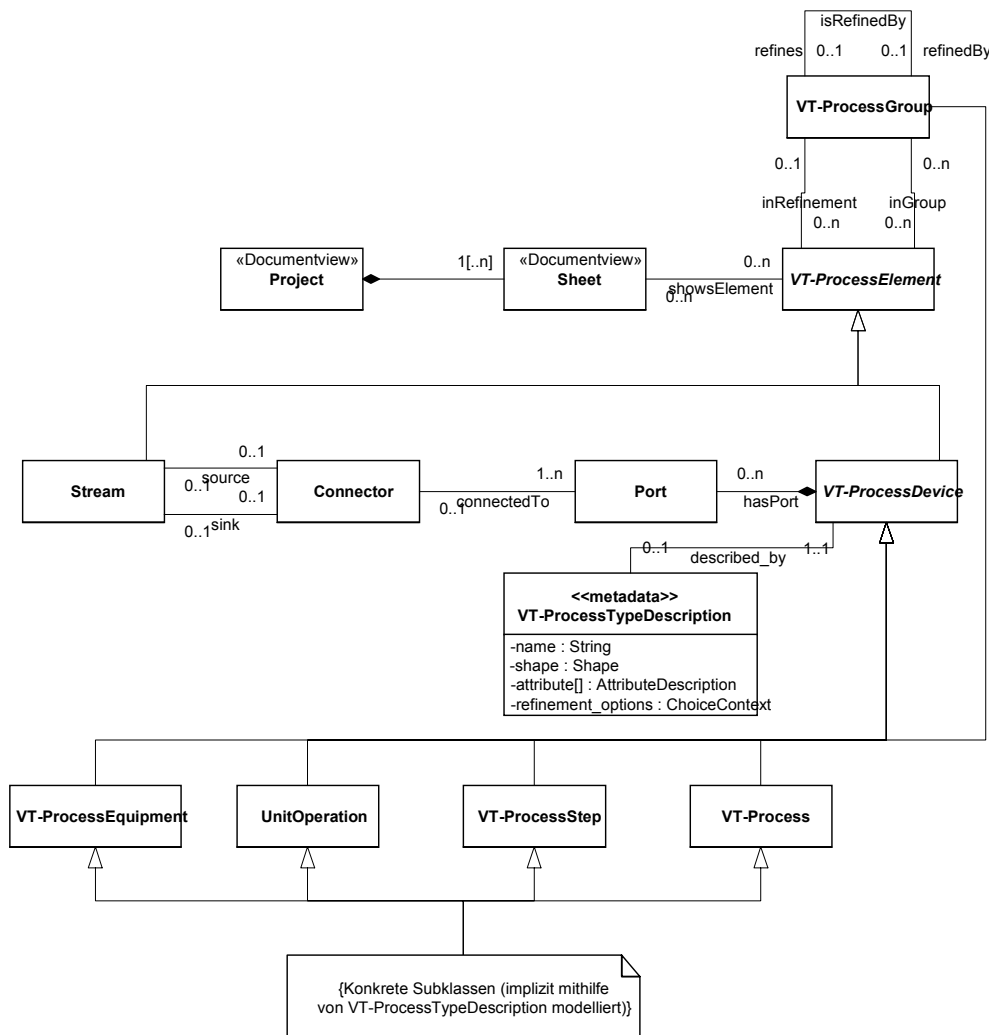 isRefinedBy
refines 0..1 0..1 refinedBy
VT-ProcessGroup
0..1 0..n
inRefinement inGroup
0..n 0..n
«Documentview» 1[..n] «Documentview» 0..n
Project Sheet VT-ProcessElement
showsElement
0..n
0..1 1..n 0..n
source
0..1 0..1
Stream Connector Port VT-ProcessDevice
connectedTo hasPort
0..1
sink
0..1
0..1 1..1
described_by
<<metadata>>
VT-ProcessTypeDescription
-name : String
-shape : Shape
-attribute[] : AttributeDescription
-refinement_options : ChoiceContext
VT-ProcessEquipment UnitOperation VT-ProcessStep VT-Process
{Konkrete Subklassen (implizit mithilfe
von VT-ProcessTypeDescription modelliert)}